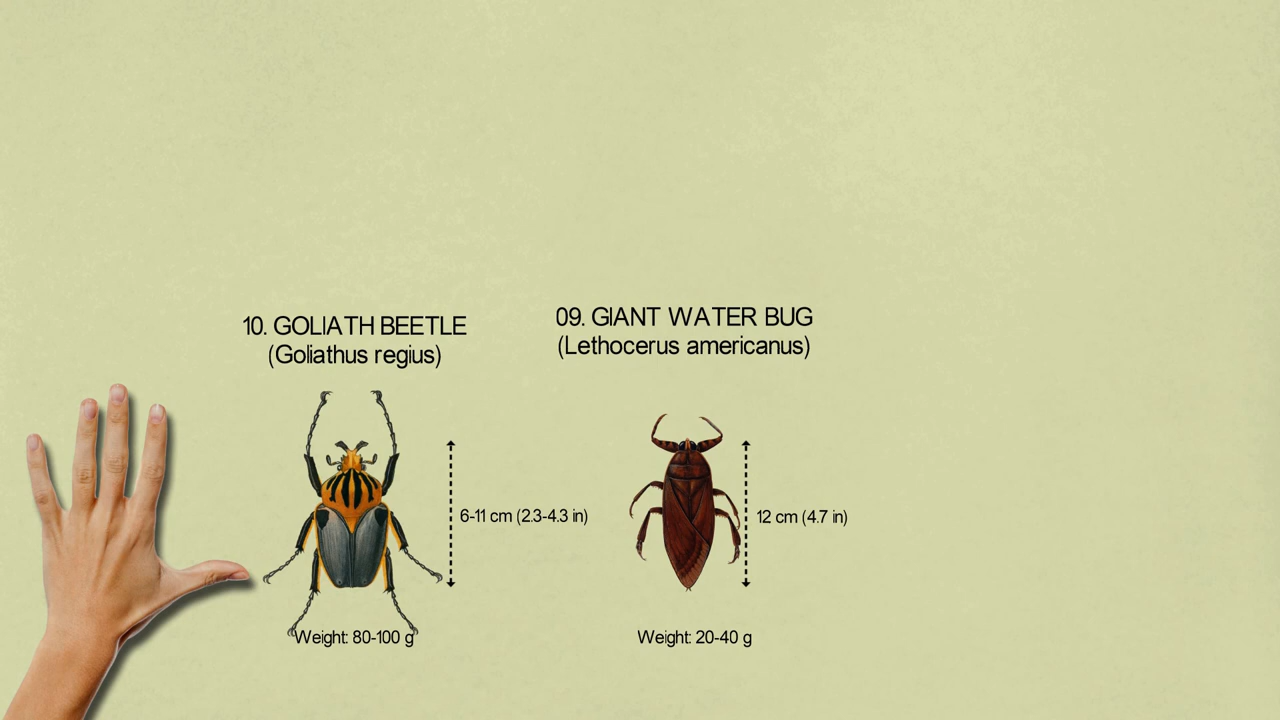 10. GOLIATH BEETLE
(Goliathus regius)
6-11 cm (2.3-4.3 in)
Weight: 80-100 g
09. GIANT WATER BUG
(Lethocerus americanus)
12 cm (4.7 in)
Weight: 20-40 g